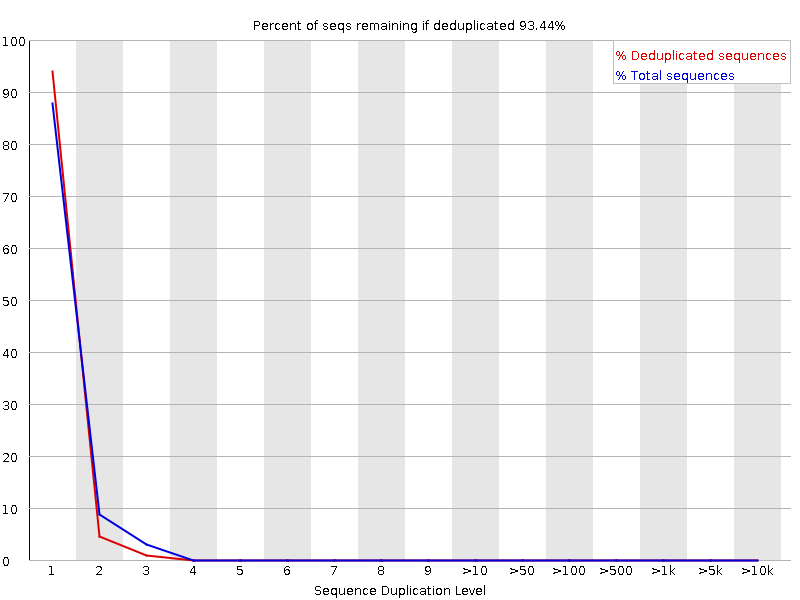 Percent of seqs remaining if deduplicated 93.44%
% Deduplicated sequences
% Total sequences
100
90
80
70
60
50
40
30
20
10
0
1 2 3 4 5 6 7 8 9 >10 >50 >100 >500 >1k >5k >10k
Sequence Duplication Level